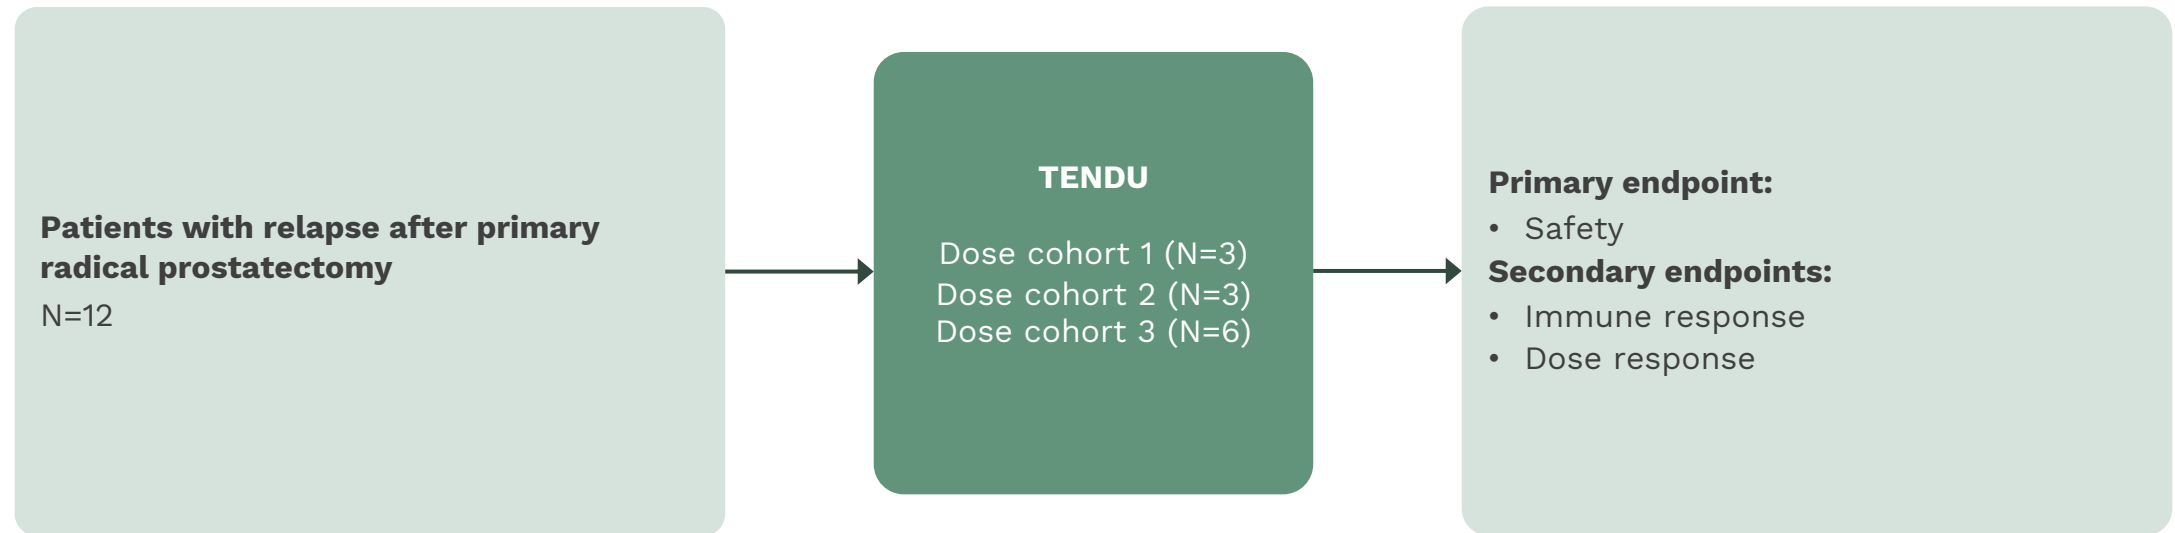 Patients with relapse after primary
radical prostatectomy
N=12
TENDU
Dose cohort 1 (N=3)
Dose cohort 2 (N=3)
Dose cohort 3 (N=6)
Primary endpoint:
• Safety
Secondary endpoints:
• Immune response
• Dose response